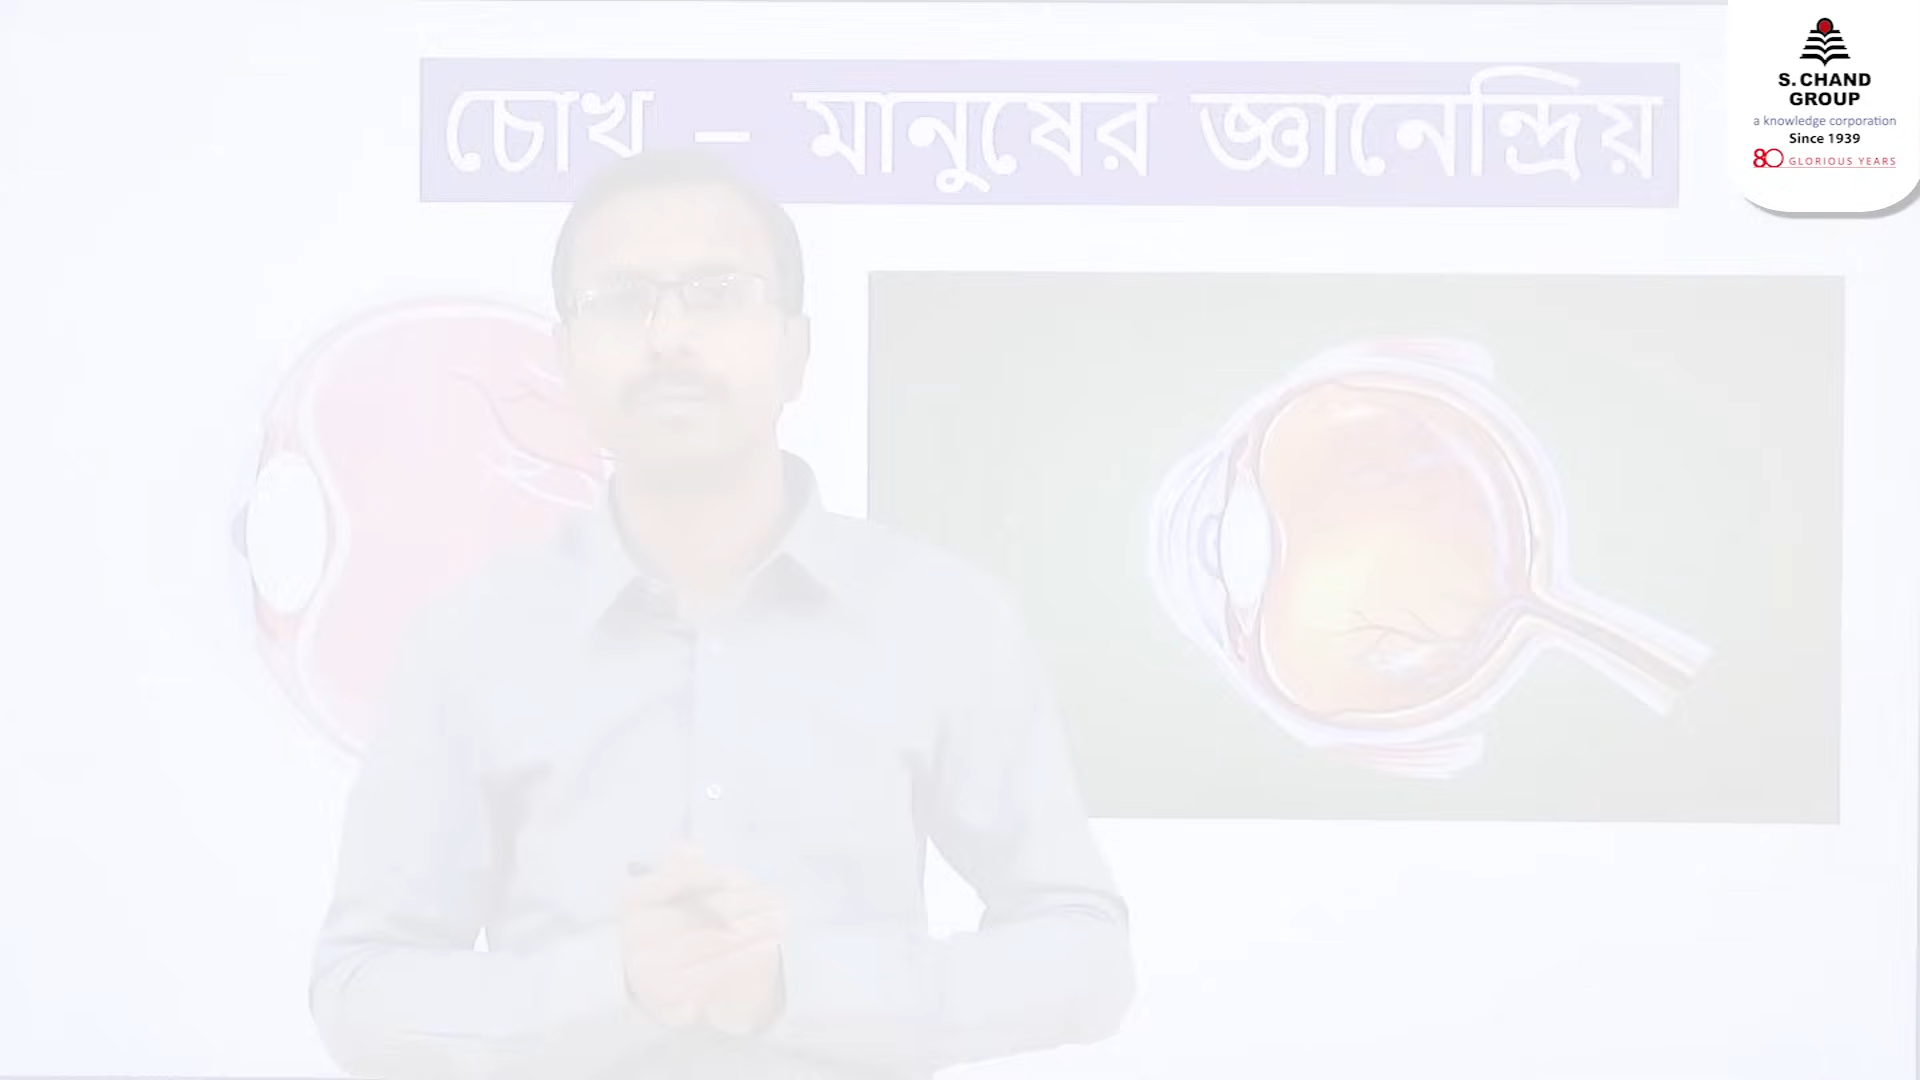 চোখ – মানুষের জ্ঞানেন্দ্রিয়
S. CHAND
GROUP
a knowledge corporation
Since 1939
80 GLORIOUS YEARS